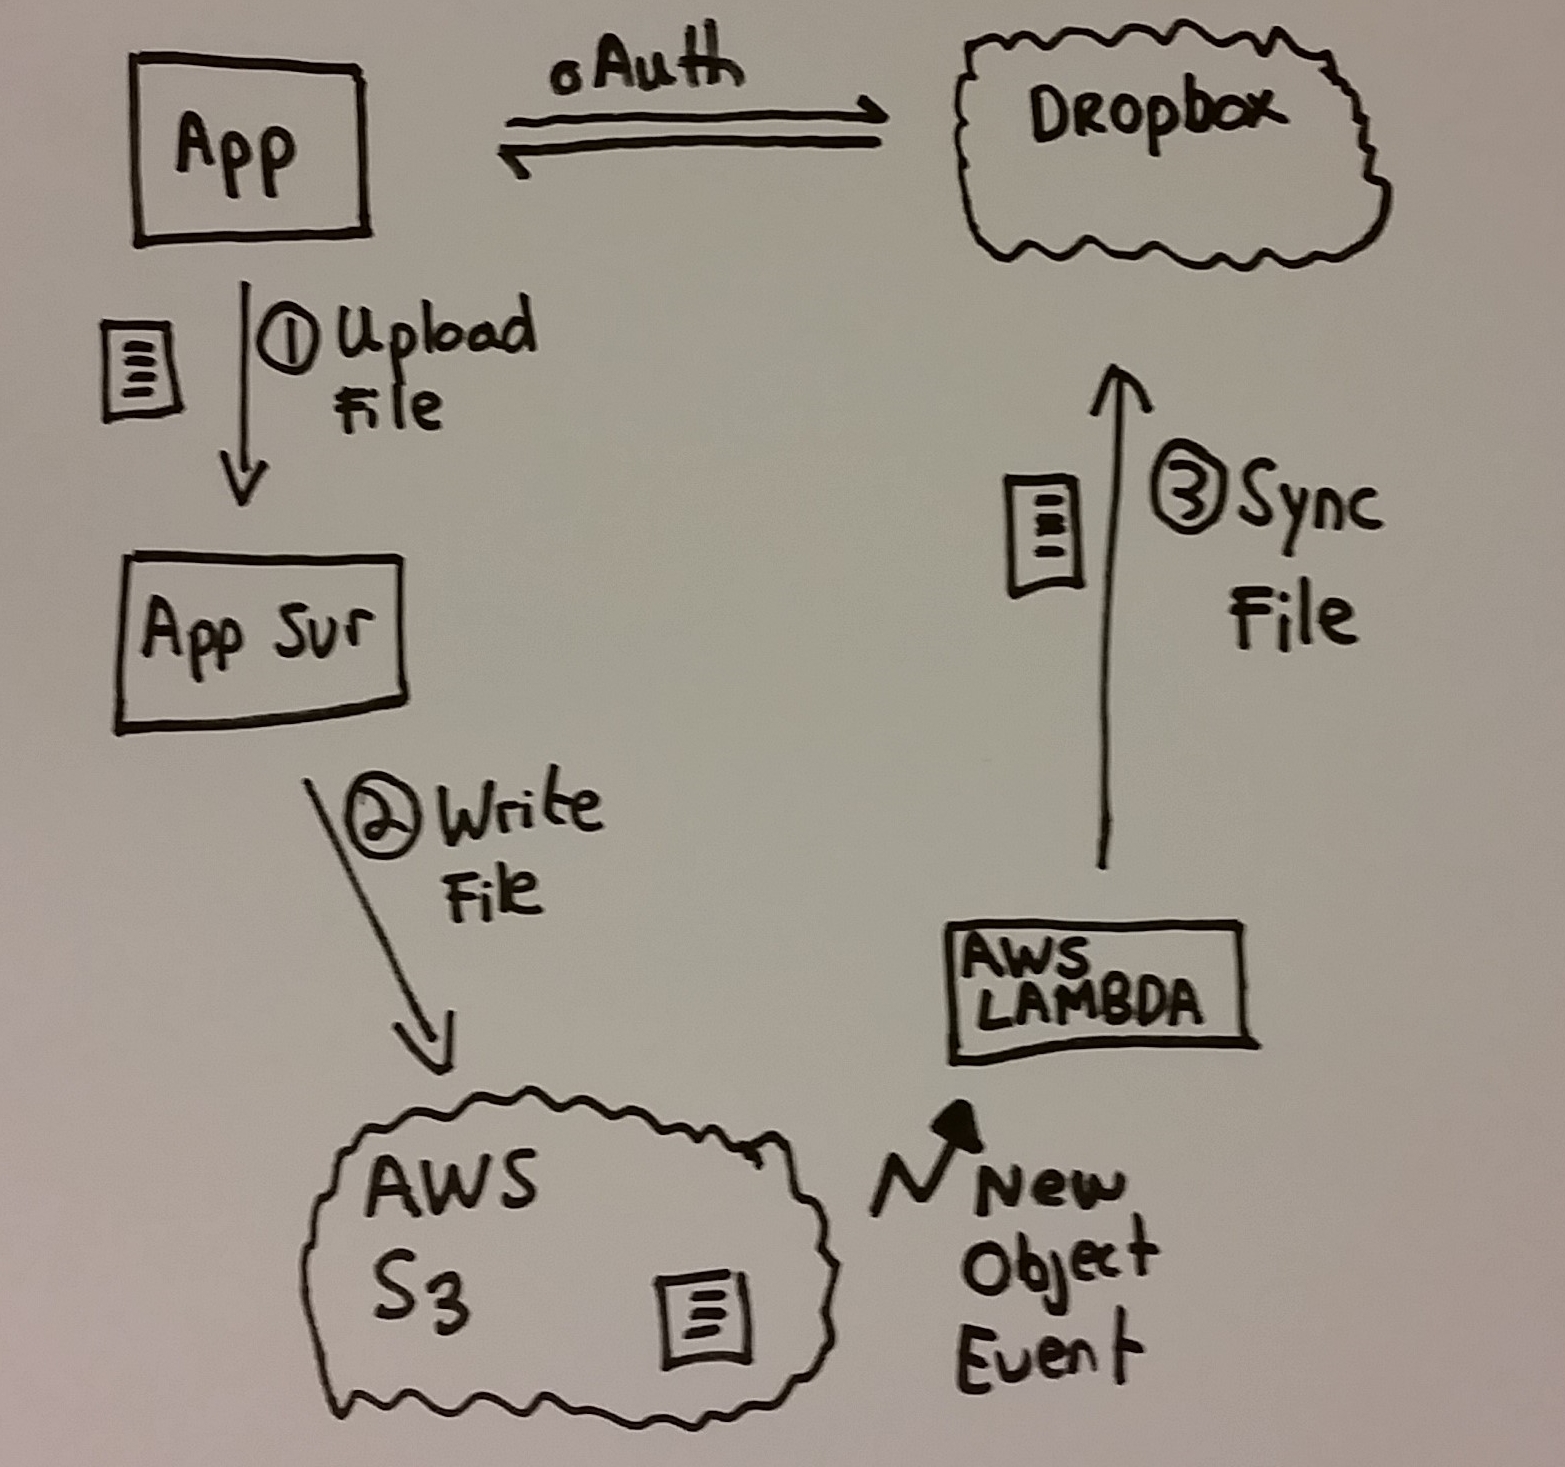 App
oAuth
Dropbox
1 Upload
File
App Svr
3 Sync
File
2 Write
File
AWS
LAMBDA
AWS
S3
New
Object
Event